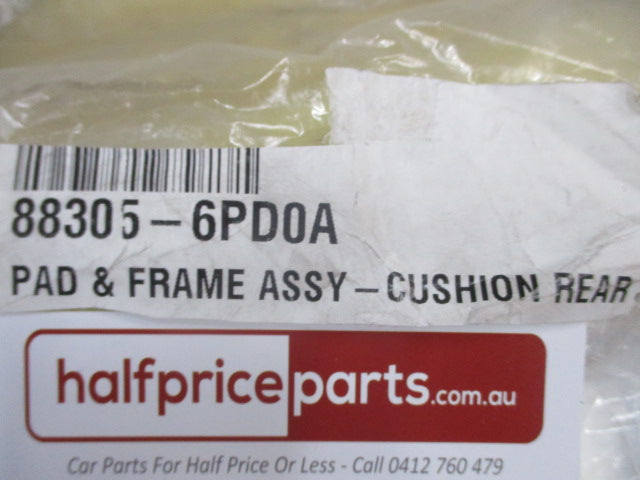 88305-6PD0A
PAD & FRAME ASSY-CUSHION REAR
halfpriceparts.com.au
Car Parts For Half Price Or Less - Call 0412 760 479